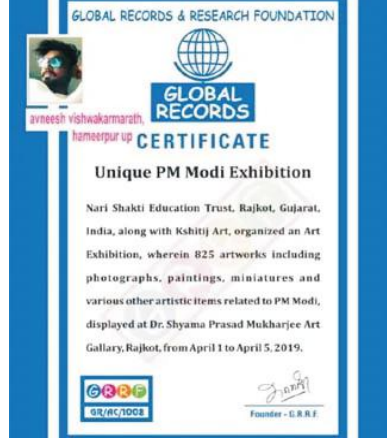 GLOBAL RECORDS & RESEARCH FOUNDATION
GLOBAL
RECORDS
avneesh vishwakarmarath,
hameerpur up
CERTIFICATE
Unique PM Modi Exhibition
Nari Shakti Education Trust, Rajkot, Gujarat,
India, along with Kshitij Art, organized an Art
Exhibition, wherein 825 artworks including
photographs, paintings, miniatures and
various other artistic items related to PM Modi,
displayed at Dr. Shyama Prasad Mukharjee Art
Gallary, Rajkot, from April 1 to April 5, 2019.
GRRF
GR/AC/1002
Founder - G.R.R.F.